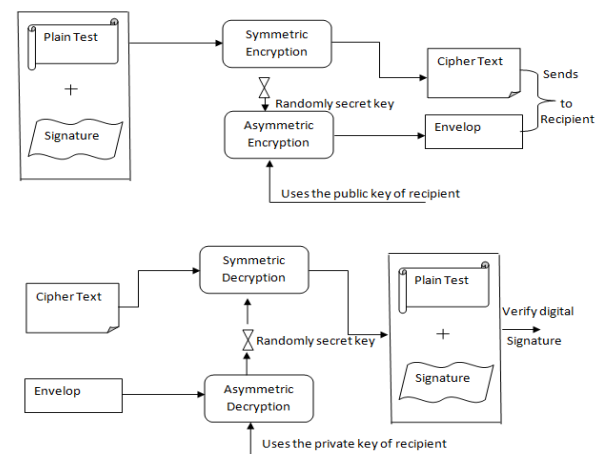 Plain Test
+
Signature
Symmetric
Encryption
Randomly secret key
Asymmetric
Encryption
Uses the public key of recipient
Cipher Text
Envelop
Sends
to
Recipient
Cipher Text
Envelop
Symmetric
Decryption
Randomly secret key
Asymmetric
Decryption
Uses the private key of recipient
Plain Test
+
Signature
Verify digital
Signature